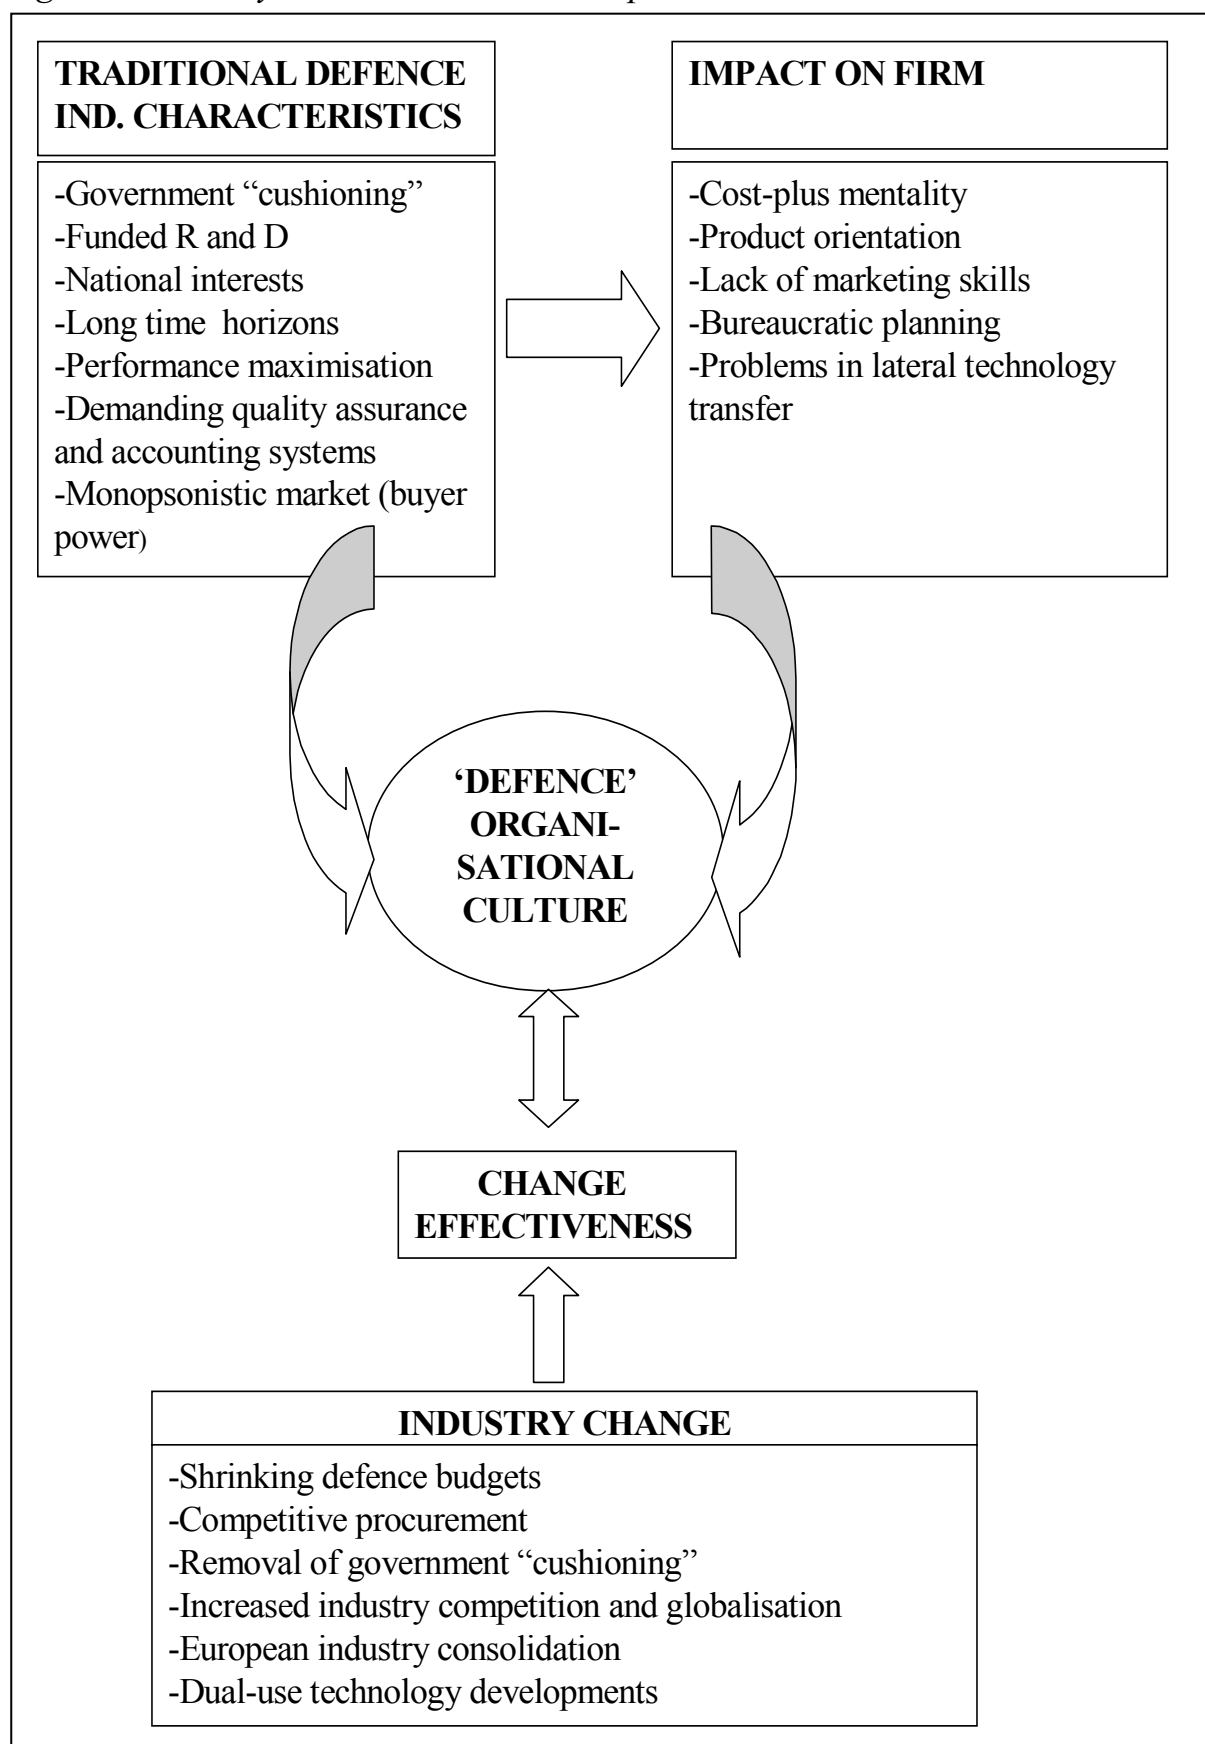 TRADITIONAL DEFENCE
IND. CHARACTERISTICS
-Government “cushioning”
-Funded R and D
-National interests
-Long time horizons
-Performance maximisation
-Demanding quality assurance
and accounting systems
-Monopsonistic market (buyer
power)
IMPACT ON FIRM
-Cost-plus mentality
-Product orientation
-Lack of marketing skills
-Bureaucratic planning
-Problems in lateral technology
transfer
‘DEFENCE’
ORGANI-
SATIONAL
CULTURE
CHANGE
EFFECTIVENESS
INDUSTRY CHANGE
-Shrinking defence budgets
-Competitive procurement
-Removal of government “cushioning”
-Increased industry competition and globalisation
-European industry consolidation
-Dual-use technology developments